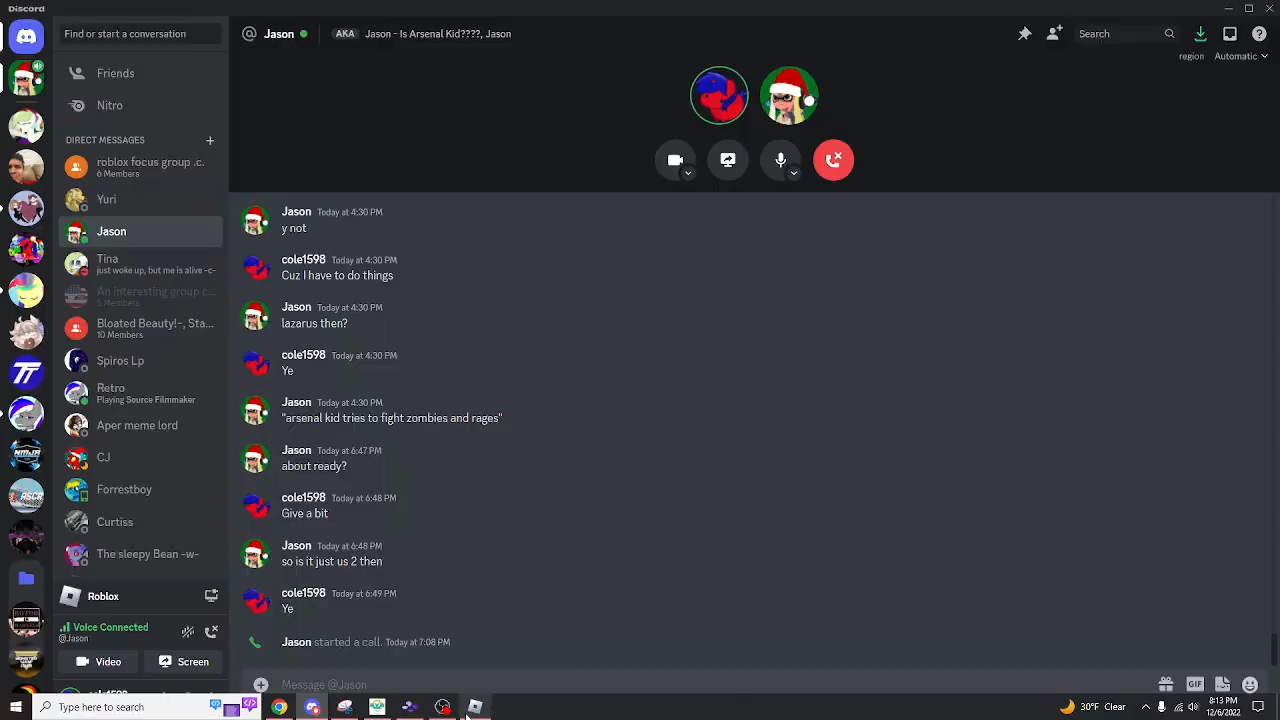 Discord
Find or start a conversation
Friends
Nitro
DIRECT MESSAGES
roblox focus group .c.
6 Members
Yuri
Jason
Tina
just woke up, but me is alive -c-
An interesting group c...
5 Members
Bloated Beauty!-, Sta...
10 Members
Spiros Lp
Retro
Playing Source Filmmaker
Aper meme lord
CJ
Forrestboy
Curtiss
The sleepy Bean -w-
Roblox
Voice Connected
@Jason
Video
Screen
Jason
AKA
Jason - Is Arsenal Kid????, Jason
Search
region
Automatic
Jason Today at 4:30 PM
y not
cole1598 Today at 4:30 PM
Cuz I have to do things
Jason Today at 4:30 PM
lazarus then?
cole1598 Today at 4:30 PM
Ye
Jason Today at 4:30 PM
"arsenal kid tries to fight zombies and rages"
Jason Today at 6:47 PM
about ready?
cole1598 Today at 6:48 PM
Give a bit
Jason Today at 6:48 PM
so is it just us 2 then
cole1598 Today at 6:49 PM
Ye
Jason started a call. Today at 7:08 PM
Message @Jason
GIF
Type here to search
30°F Clear
8:13 PM
12/6/2022